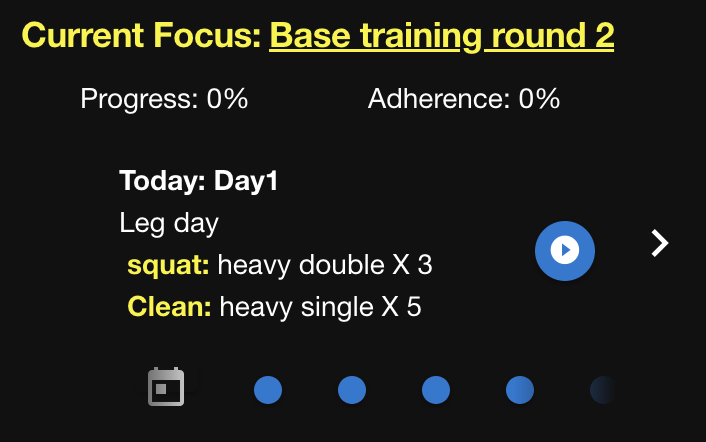 Current Focus: Base training round 2
Progress: 0% Adherence: 0%
Today: Day1
Leg day
squat: heavy double X 3
Clean: heavy single X 5